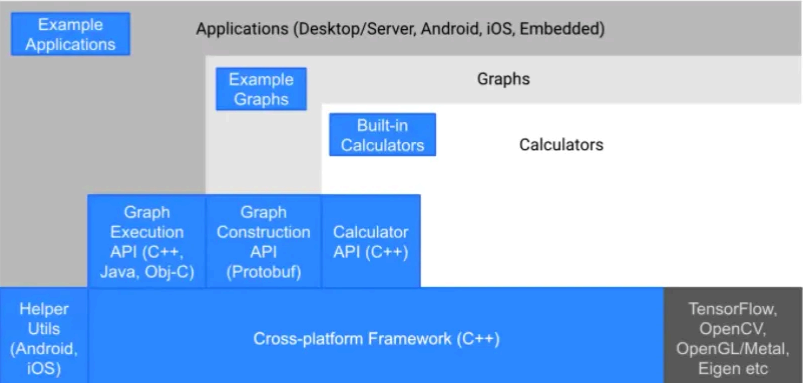 Example
Applications
Applications (Desktop/Server, Android, iOS, Embedded)
Example
Graphs
Graphs
Built-in
Calculators
Calculators
Graph
Execution
API (C++,
Java, Obj-C)
Graph
Construction
API
(Protobuf)
Calculator
API (C++)
Helper
Utils
(Android,
iOS)
Cross-platform Framework (C++)
TensorFlow,
OpenCV,
OpenGL/Metal,
Eigen etc